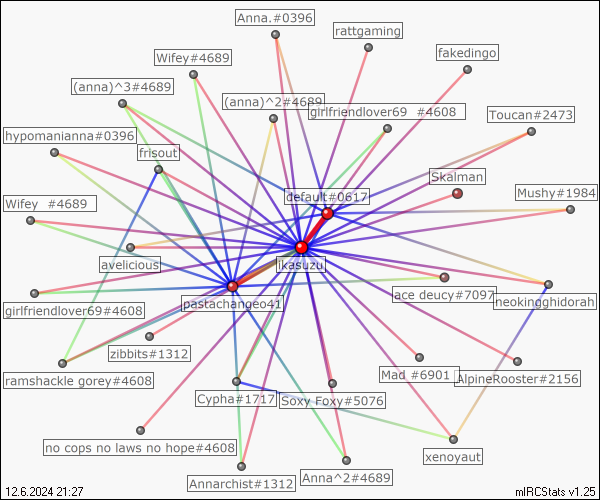 Anna.#0396
rattgaming
fakedingo
Wifey#4689
(anna)^3#4689
(anna)^2#4689
girlfriendlover69 #4608
Toucan#2473
hypomanianna#0396
frisout
Skalman
default#0617
Mushy#1984
Wifey #4689
avelicious
ikasuzu
ace deucy#7097
neokingghidorah
girlfriendlover69#4608
pastachange041
zibbits#1312
ramshackle gorey#4608
Mad #6901
AlpineRooster#2156
Cypha#1717
Soxy Foxy#5076
no cops no laws no hope#4608
xenoyaut
Annarchist#1312
Anna^2#4689
12.6.2024 21:27
mIRCStats v1.25